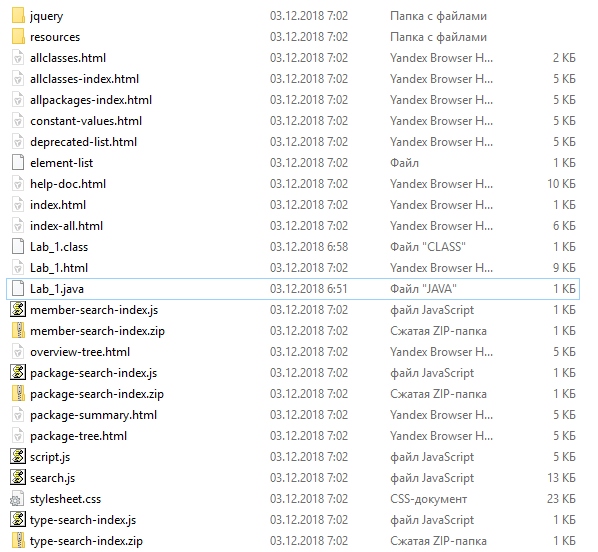 jquery 03.12.2018 7:02 Папка с файлами
resources 03.12.2018 7:02 Папка с файлами
allclasses.html 03.12.2018 7:02 Yandex Browser H... 2 КБ
allclasses-index.html 03.12.2018 7:02 Yandex Browser H... 5 КБ
allpackages-index.html 03.12.2018 7:02 Yandex Browser H... 5 КБ
constant-values.html 03.12.2018 7:02 Yandex Browser H... 5 КБ
deprecated-list.html 03.12.2018 7:02 Yandex Browser H... 5 КБ
element-list 03.12.2018 7:02 Файл 1 КБ
help-doc.html 03.12.2018 7:02 Yandex Browser H... 10 КБ
index.html 03.12.2018 7:02 Yandex Browser H... 1 КБ
index-all.html 03.12.2018 7:02 Yandex Browser H... 6 КБ
Lab_1.class 03.12.2018 6:58 Файл "CLASS" 1 КБ
Lab_1.html 03.12.2018 7:02 Yandex Browser H... 9 КБ
Lab_1.java 03.12.2018 6:51 Файл "JAVA" 1 КБ
member-search-index.js 03.12.2018 7:02 файл JavaScript 1 КБ
member-search-index.zip 03.12.2018 7:02 Сжатая ZIP-папка 1 КБ
overview-tree.html 03.12.2018 7:02 Yandex Browser H... 5 КБ
package-search-index.js 03.12.2018 7:02 файл JavaScript 1 КБ
package-search-index.zip 03.12.2018 7:02 Сжатая ZIP-папка 1 КБ
package-summary.html 03.12.2018 7:02 Yandex Browser H... 5 КБ
package-tree.html 03.12.2018 7:02 Yandex Browser H... 5 КБ
script.js 03.12.2018 7:02 файл JavaScript 5 КБ
search.js 03.12.2018 7:02 файл JavaScript 13 КБ
stylesheet.css 03.12.2018 7:02 CSS-документ 23 КБ
type-search-index.js 03.12.2018 7:02 файл JavaScript 1 КБ
type-search-index.zip 03.12.2018 7:02 Сжатая ZIP-папка 1 КБ